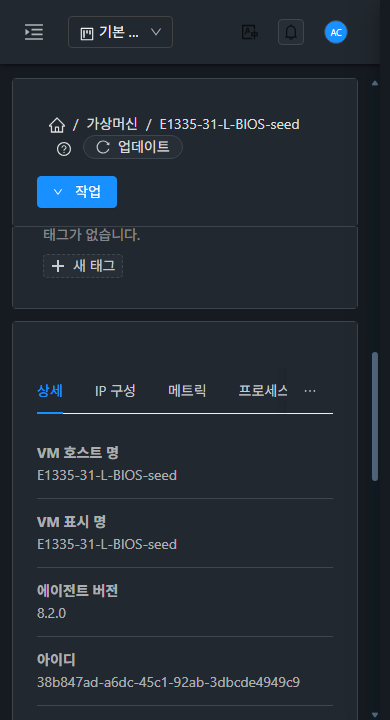 기본 ...
AC
/ 가상머신 / E1335-31-L-BIOS-seed
업데이트
작업
태그가 없습니다.
+ 새 태그
상세 IP 구성 메트릭 프로세스 ...
VM 호스트 명
E1335-31-L-BIOS-seed
VM 표시 명
E1335-31-L-BIOS-seed
에이전트 버전
8.2.0
아이디
38b847ad-a6dc-45c1-92ab-3dbcde4949c9